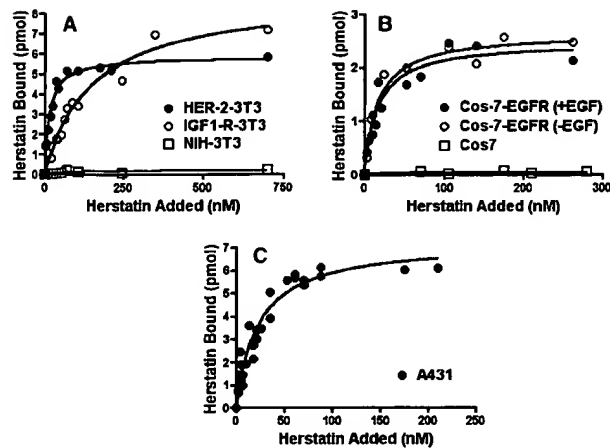 A
Herstatin Bound (pmol)
8
7
6
5
4
3
2
1
0
0 250 500 750
Herstatin Added (nM)
HER-2-3T3
IGF1-R-3T3
NIH-3T3
B
Herstatin Bound (pmol)
3
2
1
0
0 100 200 300
Herstatin Added (nM)
Cos-7-EGFR (+EGF)
Cos-7-EGFR (-EGF)
Cos7
C
Herstatin Bound (pmol)
7
6
5
4
3
2
1
0
0 50 100 150 200 250
Herstatin Added (nM)
A431